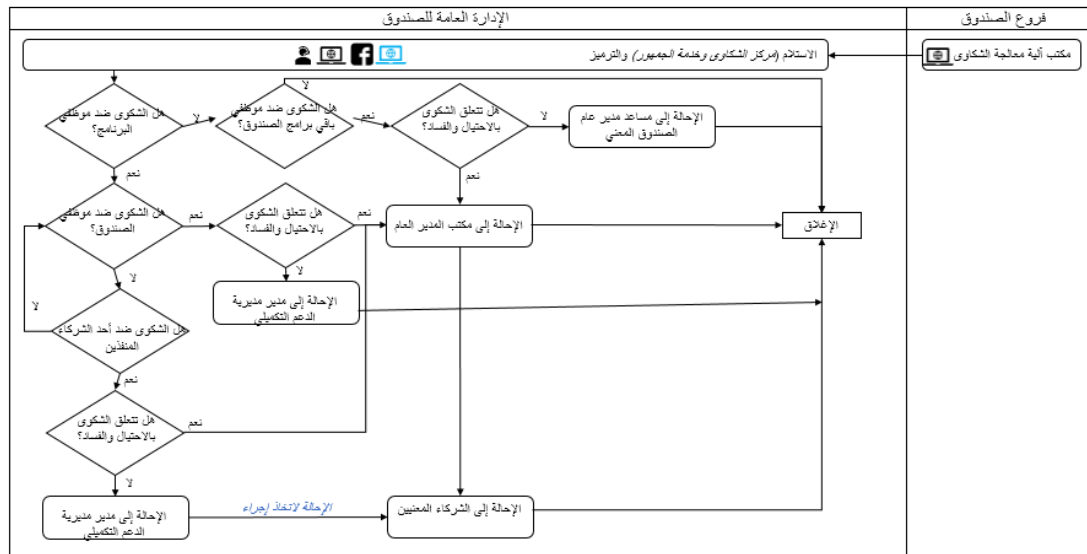 الإدارة العامة للصندوق
فروع الصندوق
الاستلام (مركز الشكاوى وخدمة الجمهور) والترميز
مكتب آلية معالجة الشكاوى
هل الشكوى ضد موظفي
البرنامج؟
لا
هل الشكوى ضد موظفي
باقي برامج الصندوق؟
لا
نعم
هل تتعلق الشكوى
بالاحتيال والفساد؟
لا
الإحالة إلى مساعد مدير عام
الصندوق المعني
نعم
نعم
هل الشكوى ضد موظفي
الصندوق؟
نعم
هل تتعلق الشكوى
بالاحتيال والفساد؟
نعم
الإحالة إلى مكتب المدير العام
الإغلاق
لا
لا
لا
الإحالة إلى مدير مديرية
الدعم التكميلي
هل الشكوى ضد أحد الشركاء
المنفذين
نعم
هل تتعلق الشكوى
بالاحتيال والفساد؟
نعم
لا
الإحالة إلى مدير مديرية
الدعم التكميلي
الإحالة لاتخاذ إجراء
الإحالة إلى الشركاء المعنيين